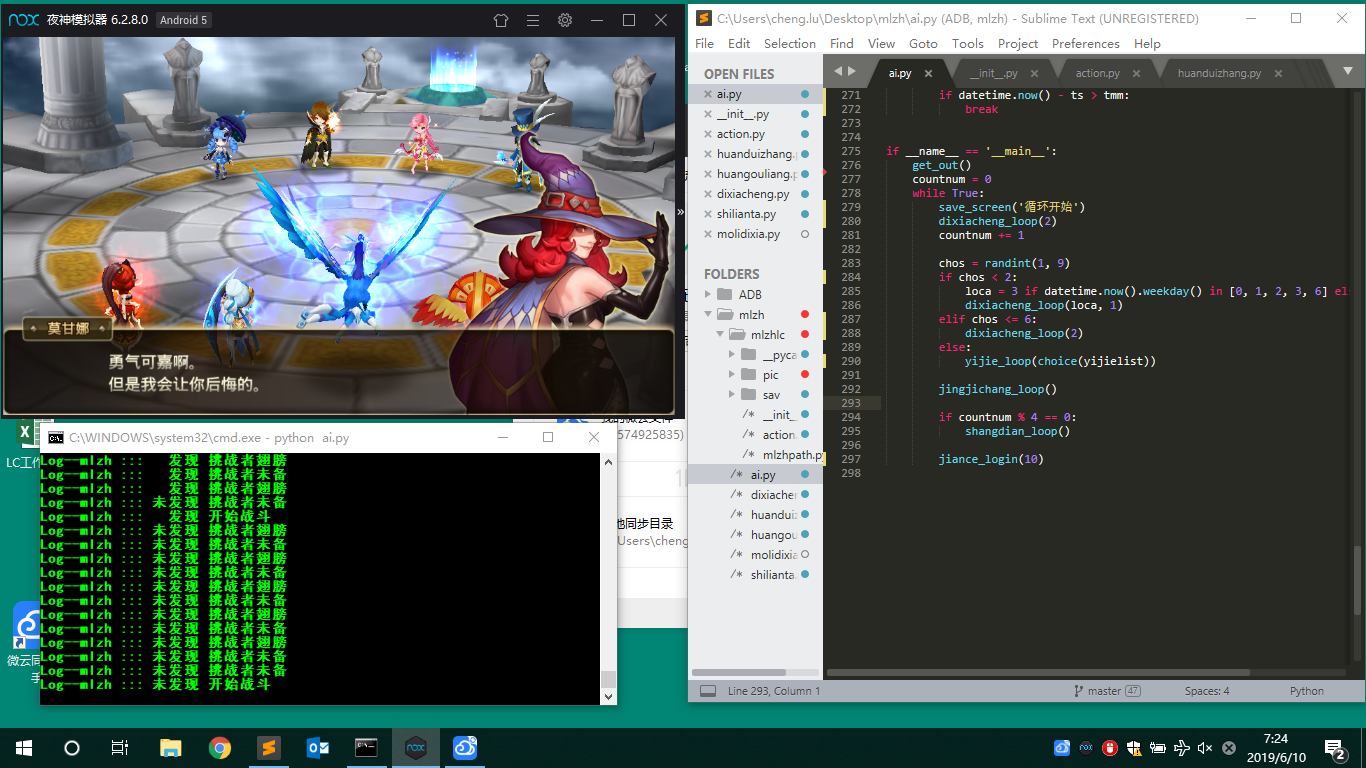 nox 夜神模拟器 6.2.8.0 Android 5
莫甘娜
勇气可嘉啊。
但是我会让你后悔的。
C:\Users\cheng.lu\Desktop\mlzh\ai.py (ADB, mlzh) - Sublime Text (UNREGISTERED)
File Edit Selection Find View Goto Tools Project Preferences Help
OPEN FILES
ai.py
__init__.py
action.py
huanduizhang.
huangouliang.p
dixiacheng.py
shilianta.py
molidixia.py
FOLDERS
ADB
mlzh
mlzhlc
__pyca
pic
sav
/* __init_
/* action.
/* mlzhpath.py
/* ai.py
/* dixiachen
/* huanduiz
/* huangou
/* molidixia
/* shilianta.
ai.py __init__.py action.py huanduizhang.py
271 if datetime.now() - ts > tmm:
272 break
273
274
275 if __name__ == '__main__':
276 get_out()
277 countnum = 0
278 while True:
279 save_screen('循环开始')
280 dixiacheng_loop(2)
281 countnum += 1
282
283 chos = randint(1, 9)
284 if chos < 2:
285 loca = 3 if datetime.now().weekday() in [0, 1, 2, 3, 6] el
286 dixiacheng_loop(loca, 1)
287 elif chos <= 6:
288 dixiacheng_loop(2)
289 else:
290 yijie_loop(choice(yijielist))
291
292 jingjichang_loop()
293
294 if countnum % 4 == 0:
295 shangdian_loop()
296
297 jiance_login(10)
298
Line 293, Column 1 master 47 Spaces: 4 Python
C:\WINDOWS\system32\cmd.exe - python ai.py
Log--mlzh ::: 发现 挑战者翅膀
Log--mlzh ::: 发现 挑战者未备
Log--mlzh ::: 发现 挑战者翅膀
Log--mlzh ::: 未发现 挑战者未备
Log--mlzh ::: 发现 开始战斗
Log--mlzh ::: 未发现 挑战者翅膀
Log--mlzh ::: 未发现 挑战者未备
Log--mlzh ::: 未发现 挑战者翅膀
Log--mlzh ::: 未发现 挑战者未备
Log--mlzh ::: 未发现 挑战者翅膀
Log--mlzh ::: 未发现 挑战者未备
Log--mlzh ::: 未发现 挑战者翅膀
Log--mlzh ::: 未发现 挑战者未备
Log--mlzh ::: 未发现 挑战者翅膀
Log--mlzh ::: 未发现 挑战者未备
Log--mlzh ::: 未发现 挑战者未备
Log--mlzh ::: 未发现 开始战斗
574925835)
地同步目录
Users\cheng
LC工作
微云同
手
7:24
2019/6/10
2